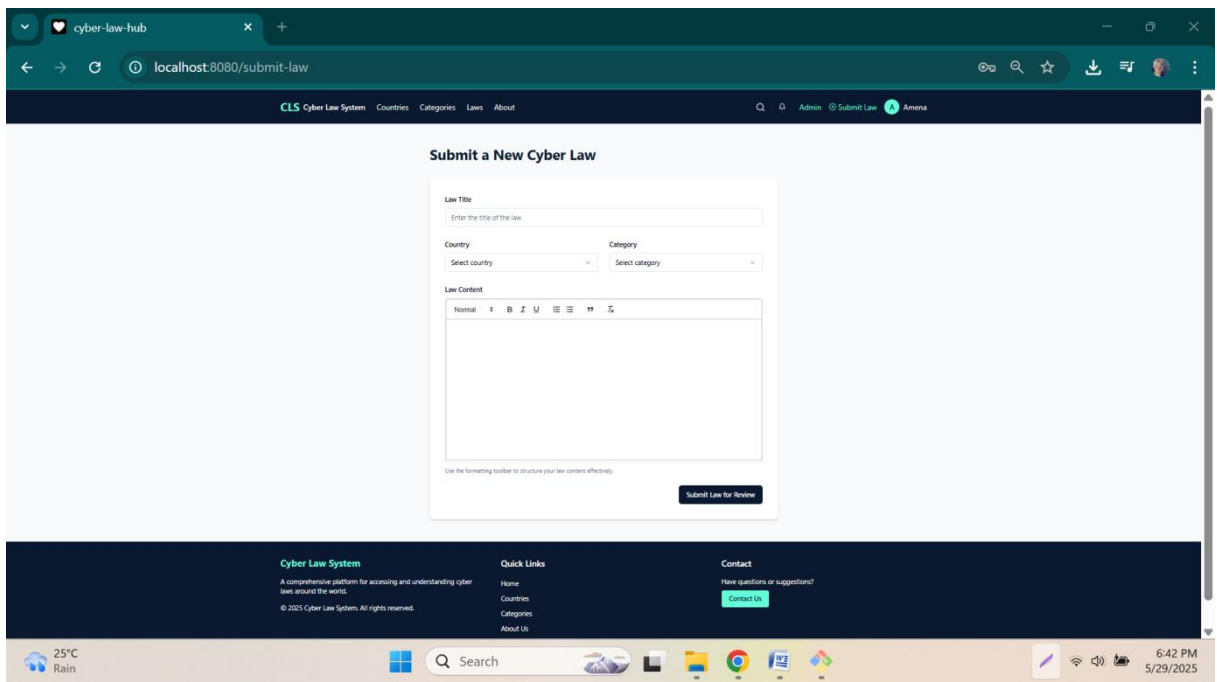 cyber-law-hub
localhost:8080/submit-law
CLS Cyber Law System Countries Categories Laws About Admin Submit Law A Amena
Submit a New Cyber Law
Law Title
Enter the title of the law
Country Category
Select country Select category
Law Content
Normal B I U
Use the formatting toolbar to structure your law content effectively.
Submit Law for Review
Cyber Law System Quick Links Contact
A comprehensive platform for accessing and understanding cyber Home Have questions or suggestions?
laws around the world. Countries Contact Us
© 2025 Cyber Law System. All rights reserved. Categories
About Us
25°C Search 6:42 PM
Rain 5/29/2025